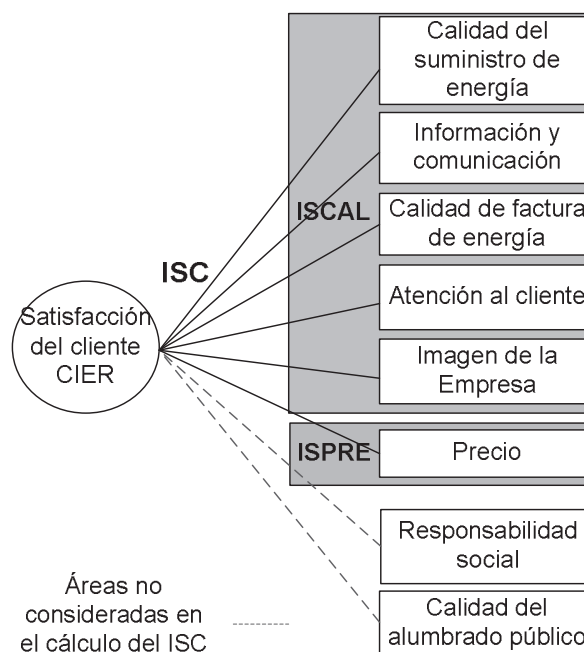 Calidad del
suministro de
energía
Información y
comunicación
ISCAL
Calidad de factura
de energía
ISC
Atención al cliente
Satisfacción
del cliente
CIER
Imagen de la
Empresa
ISPRE
Precio
Responsabilidad
social
Áreas no
consideradas en
el cálculo del ISC
Calidad del
alumbrado público